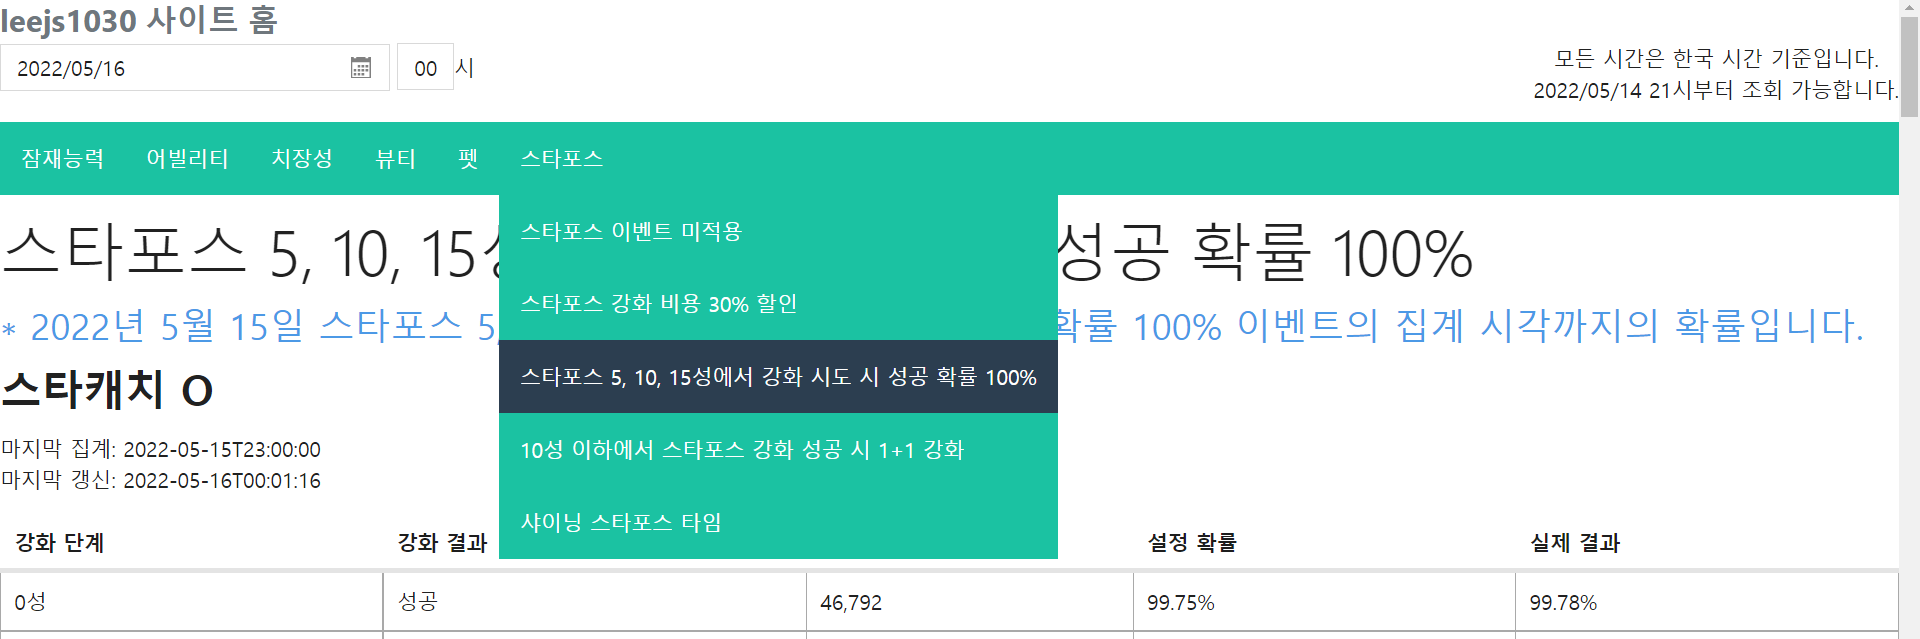 leejs1030 사이트 홈
2022/05/16
00 시
모든 시간은 한국 시간 기준입니다.
2022/05/14 21시부터 조회 가능합니다.
잠재능력 어빌리티 치장성 뷰티 펫 스타포스
스타포스 이벤트 미적용
스타포스 강화 비용 30% 할인
스타포스 5, 10, 15성에서 강화 시도 시 성공 확률 100%
10성 이하에서 스타포스 강화 성공 시 1+1 강화
샤이닝 스타포스 타임
스타포스 5, 10, 15성 성공 확률 100%
* 2022년 5월 15일 스타포스 5, 확률 100% 이벤트의 집계 시각까지의 확률입니다.
스타캐치 O
마지막 집계: 2022-05-15T23:00:00
마지막 갱신: 2022-05-16T00:01:16
강화 단계 강화 결과 설정 확률 실제 결과
0성 성공 46,792 99.75% 99.78%